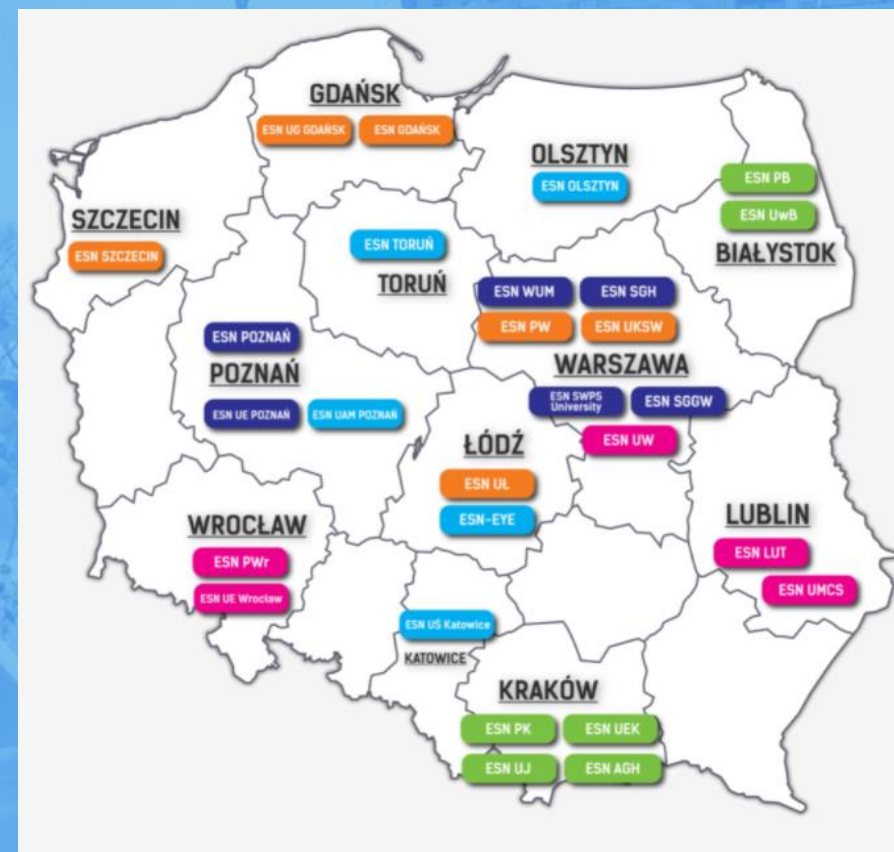 GDAŃSK
ESN UG GDAŃSK ESN GDAŃSK
OLSZTYN
ESN OLSZTYN
ESN PB
ESN UwB
BIAŁYSTOK
SZCZECIN
ESN SZCZECIN
ESN TORUŃ
TORUŃ
ESN WUM ESN SGH
ESN PW ESN UKSW
WARSZAWA
ESN SWPS
University
ESN SGGW
ESN UW
ESN POZNAŃ
POZNAŃ
ESN UE POZNAŃ ESN UAM POZNAŃ
ŁÓDŹ
ESN UŁ
ESN-EYE
WROCŁAW
ESN PWr
ESN UE Wrocław
LUBLIN
ESN LUT
ESN UMCS
ESN UŚ Katowice
KATOWICE
KRAKÓW
ESN PK ESN UEK
ESN UJ ESN AGH